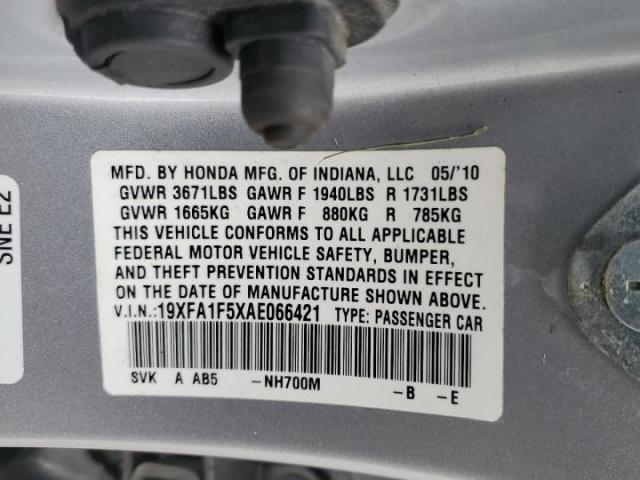 MFD. BY HONDA MFG. OF INDIANA, LLC 05/'10
GVWR 3671LBS GAWR F 1940LBS R 1731LBS
GVWR 1665KG GAWR F 880KG R 785KG
THIS VEHICLE CONFORMS TO ALL APPLICABLE
FEDERAL MOTOR VEHICLE SAFETY, BUMPER,
AND THEFT PREVENTION STANDARDS IN EFFECT
ON THE DATE OF MANUFACTURE SHOWN ABOVE.
V.I.N.:19XFA1F5XAE066421 TYPE: PASSENGER CAR
SVK A AB5 -NH700M -B -E
SNE E2